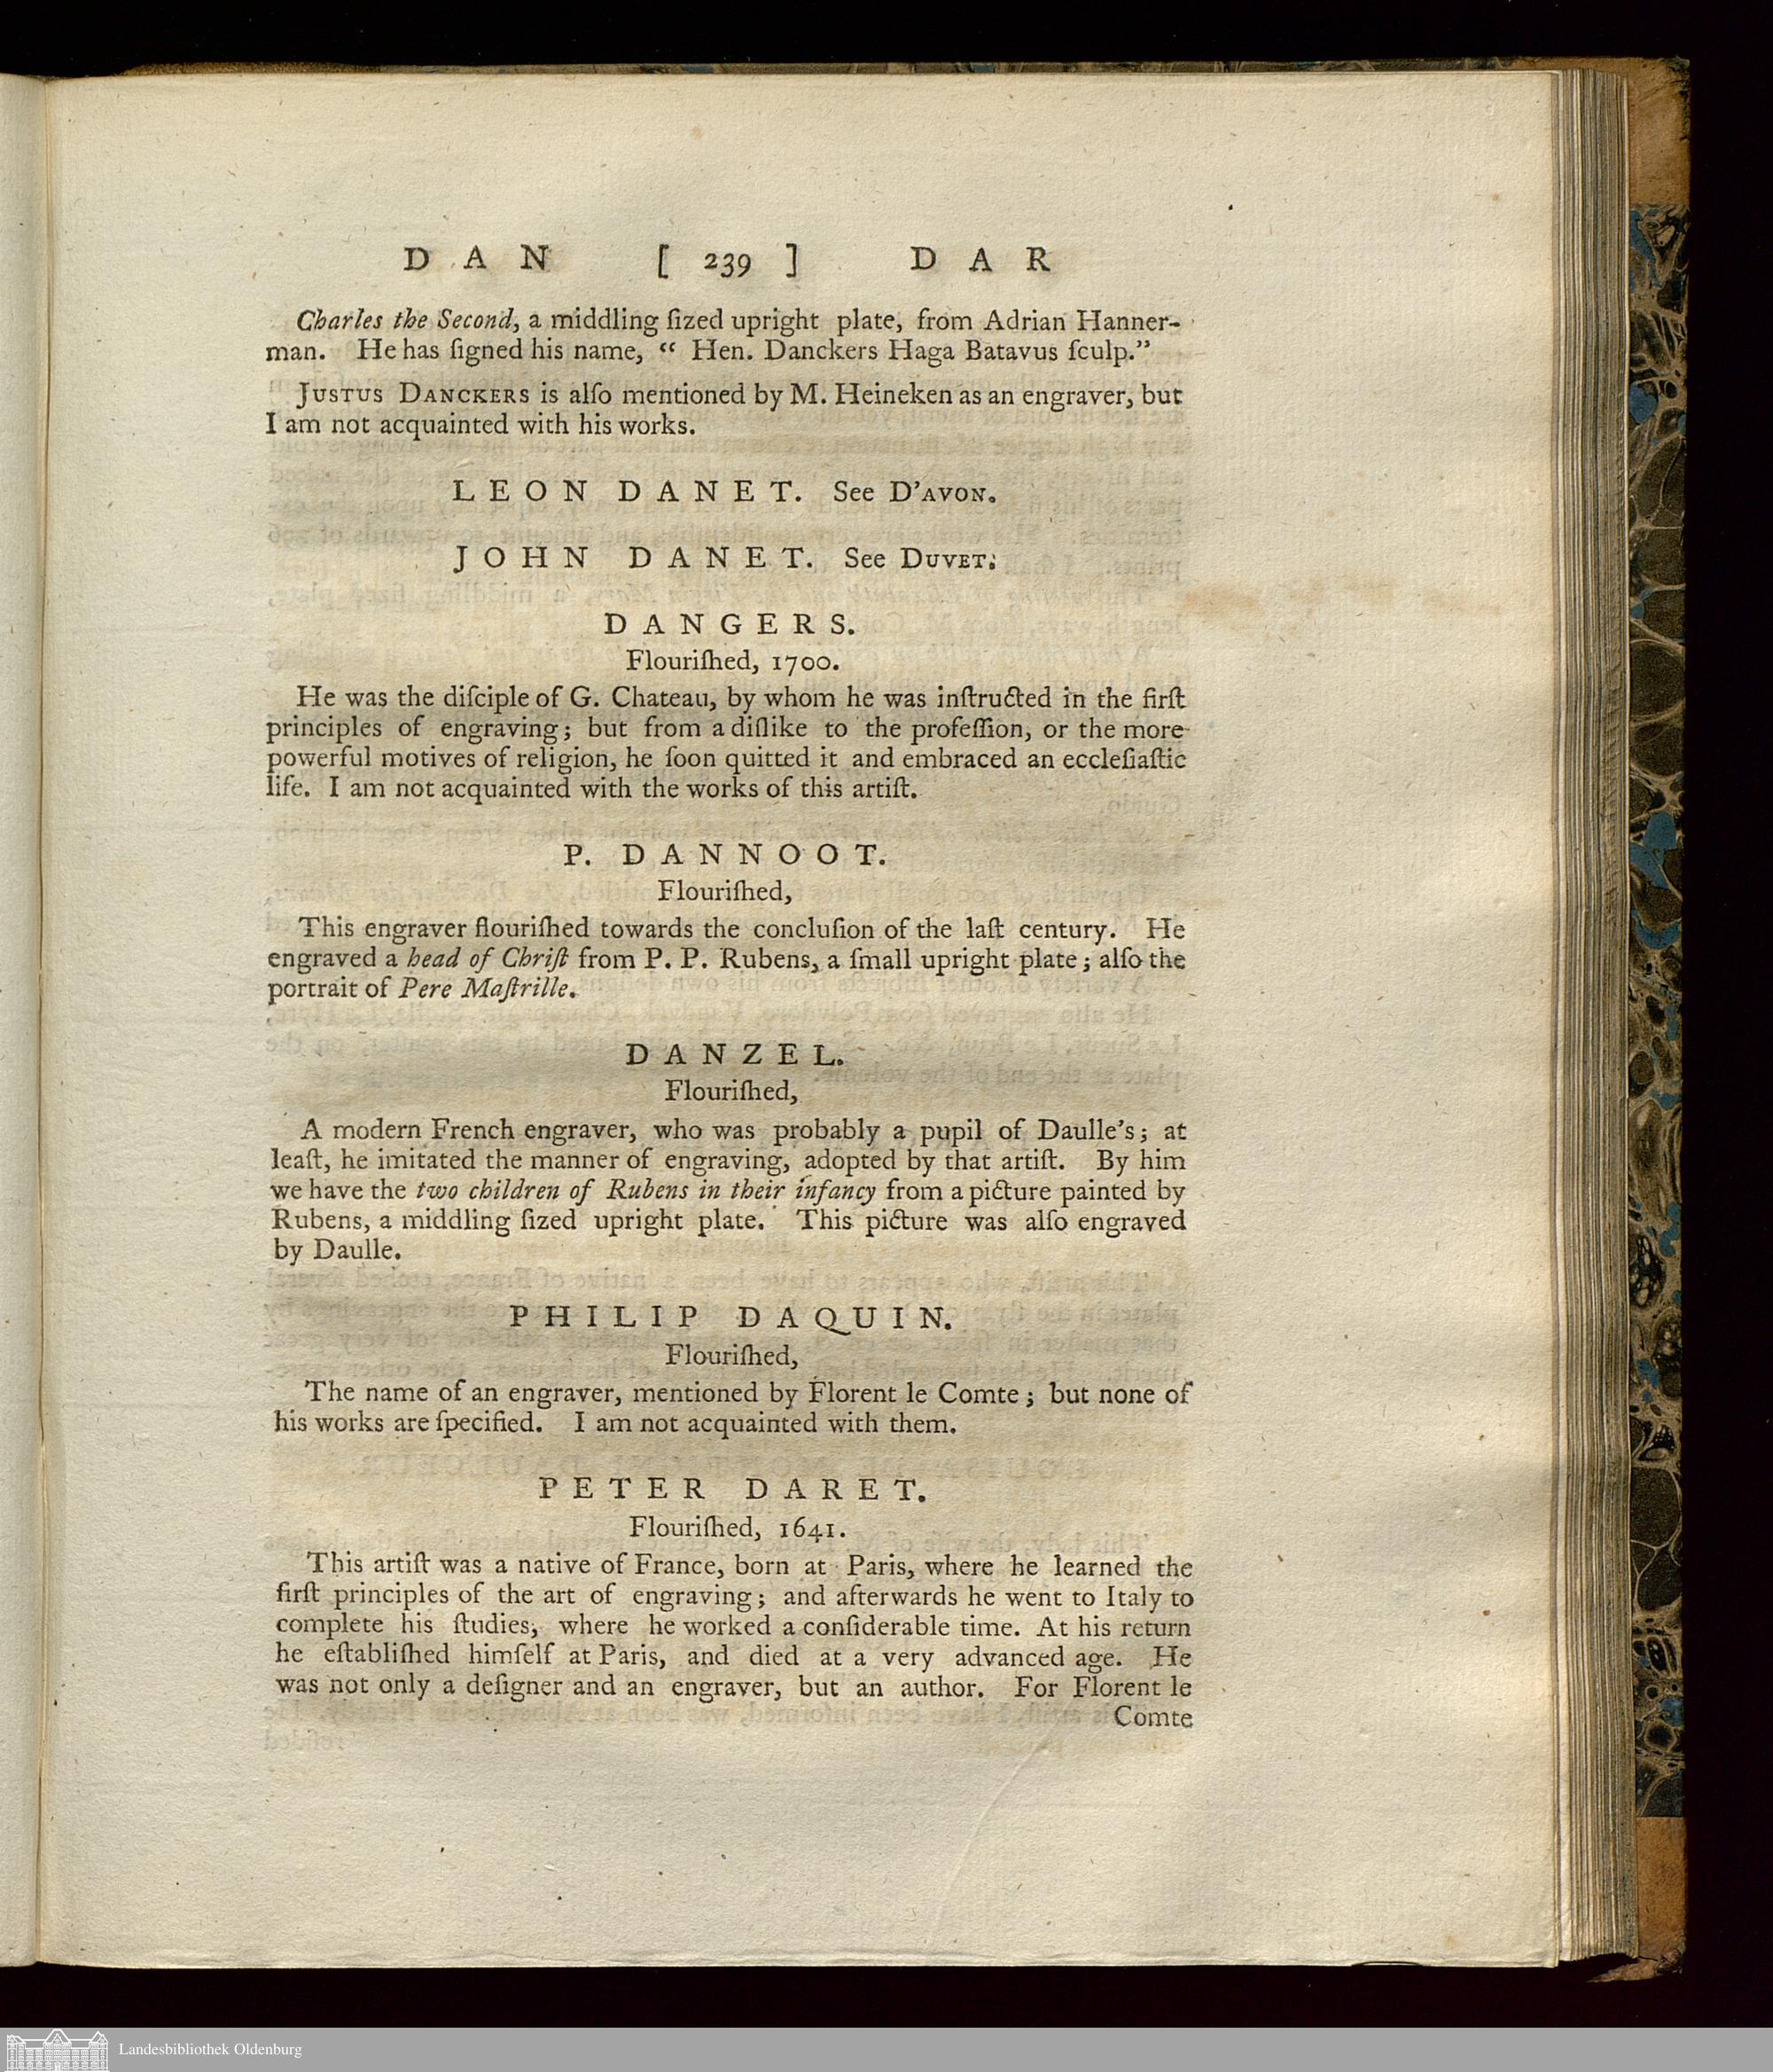 DAN [ 239 ] DAR
Charles the Second, a middling ſized upright plate, from Adrian Hanner-
man. He has ſigned his name, “ Hen. Danckers Haga Batavus ſculp.”
JUSTUS DANCKERS is alſo mentioned by M. Heineken as an engraver, but
I am not acquainted with his works.
LEON DANET. See D’AVON.
JOHN DANET. See DUVET.
DANGERS.
Flouriſhed, 1700.
He was the diſciple of G. Chateau, by whom he was inſtructed in the firſt
principles of engraving; but from a diſlike to the profeſſion, or the more
powerful motives of religion, he ſoon quitted it and embraced an eccleſiaſtic
life. I am not acquainted with the works of this artiſt.
P. DANNOOT.
Flouriſhed,
This engraver flouriſhed towards the concluſion of the laſt century. He
engraved a head of Chriſt from P. P. Rubens, a ſmall upright plate; alſo the
portrait of Pere Maſtrille.
DANZEL.
Flouriſhed,
A modern French engraver, who was probably a pupil of Daulle’s; at
leaſt, he imitated the manner of engraving, adopted by that artiſt. By him
we have the two children of Rubens in their infancy from a picture painted by
Rubens, a middling ſized upright plate. This picture was alſo engraved
by Daulle.
PHILIP DAQUIN.
Flouriſhed,
The name of an engraver, mentioned by Florent le Comte; but none of
his works are ſpecified. I am not acquainted with them.
PETER DARET.
Flouriſhed, 1641.
This artiſt was a native of France, born at Paris, where he learned the
firſt principles of the art of engraving; and afterwards he went to Italy to
complete his ſtudies, where he worked a conſiderable time. At his return
he eſtabliſhed himſelf at Paris, and died at a very advanced age. He
was not only a deſigner and an engraver, but an author. For Florent le
Comte
Landesbibliothek Oldenburg